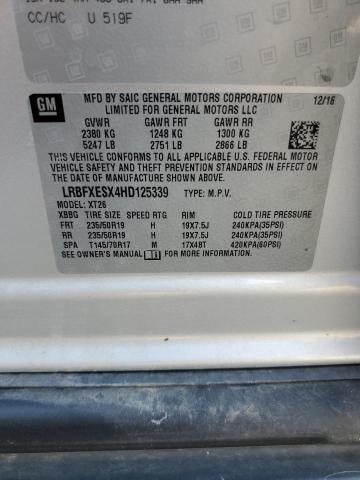 CC/HC U 519F
GM
MFD BY SAIC GENERAL MOTORS CORPORATION 12/16
LIMITED FOR GENERAL MOTORS LLC
GVWR GAWR FRT GAWR RR
2380 KG 1248 KG 1300 KG
5247 LB 2751 LB 2866 LB
THIS VEHICLE CONFORMS TO ALL APPLICABLE
U.S. FEDERAL MOTOR VEHICLE SAFETY, BUMPER,
AND THEFT PREVENTION STANDARDS IN EFFECT ON
THE DATE OF MANUFACTURE SHOWN ABOVE.
LRBFXESX4HD125339 TYPE: M.P.V.
MODEL: XT26
XBBG TIRE SIZE SPEED RTG RIM COLD TIRE PRESSURE
FRT 235/50R19 H 19X7.5J 240KPA(35PSI)
RR 235/50R19 H 19X7.5J 240KPA(35PSI)
SPA T145/70R17 M 17X4BT 420KPA(60PSI)
SEE OWNER'S MANUAL FOR MORE INFORMATION.